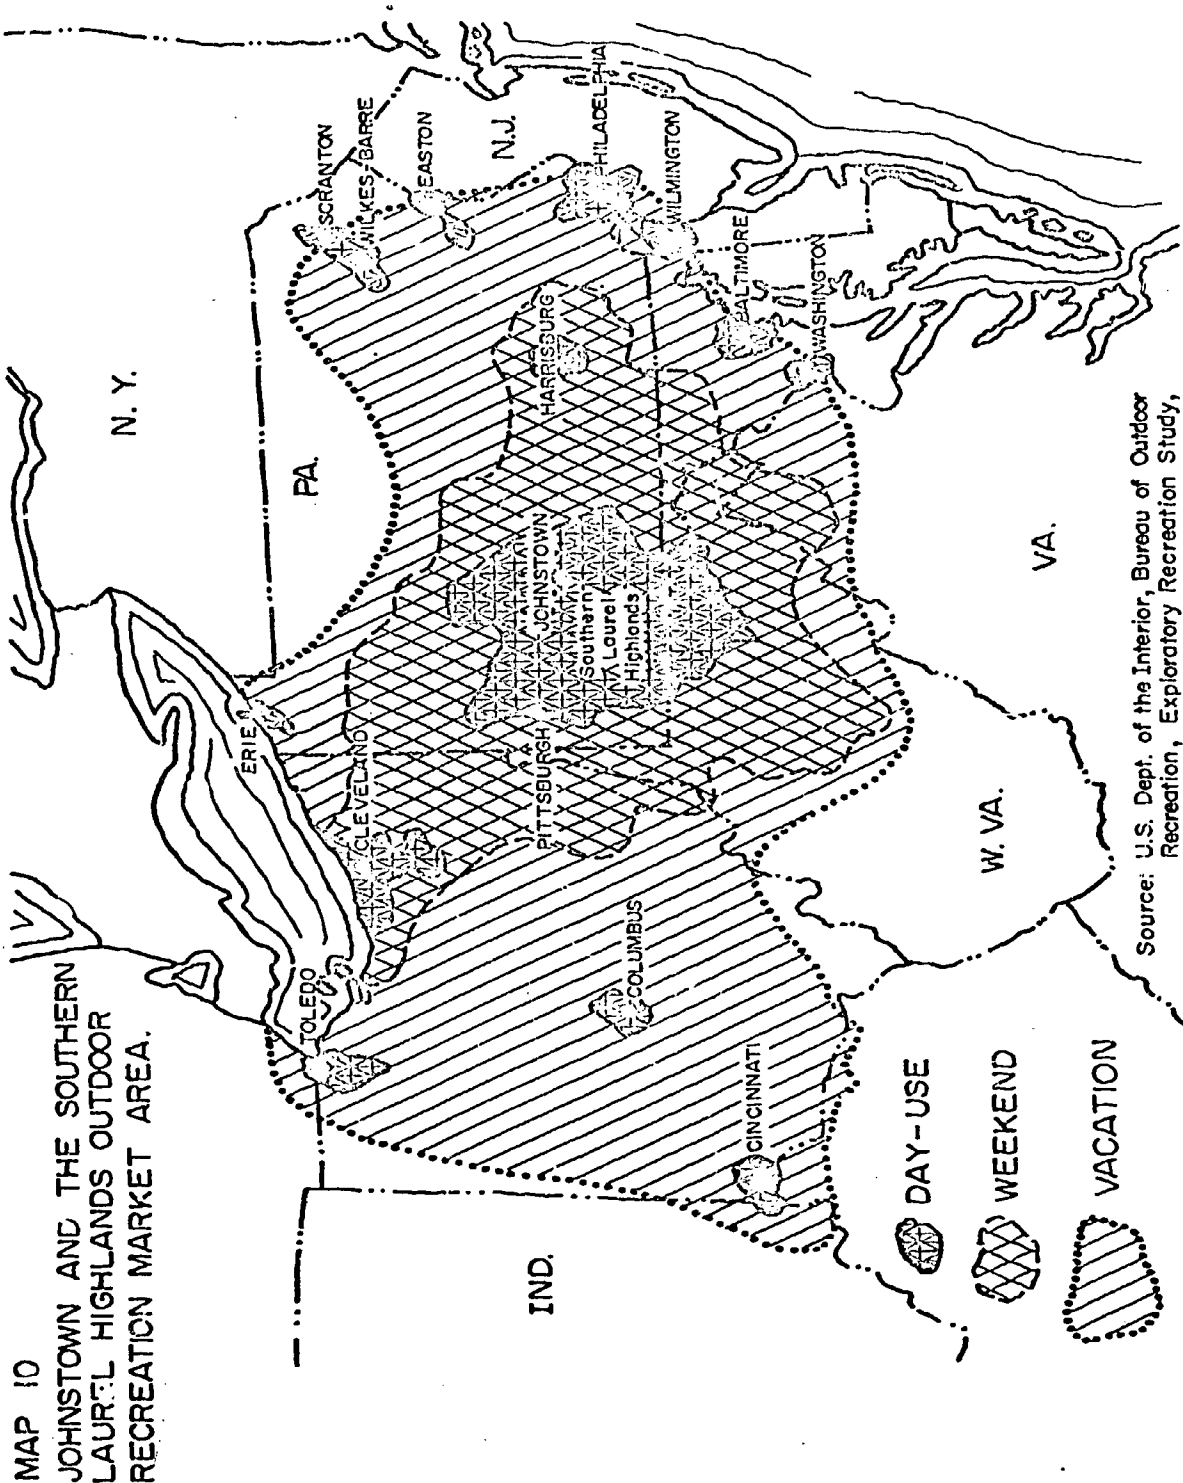 MAP 10
JOHNSTOWN AND THE SOUTHERN
LAUREL HIGHLANDS OUTDOOR
RECREATION MARKET AREA.
N. Y.
PA.
SCRANTON
WILKES-BARRE
EASTON
N.J.
PHILADELPHIA
WILMINGTON
BALTIMORE
WASHINGTON
HARRISBURG
ERIE
CLEVELAND
TOLEDO
JOHNSTOWN
Southern
Laurel
Highlands
PITTSBURGH
COLUMBUS
CINCINNATI
IND.
W. VA.
VA.
DAY-USE
WEEKEND
VACATION
Source: U.S. Dept. of the Interior, Bureau of Outdoor
Recreation, Exploratory Recreation Study,